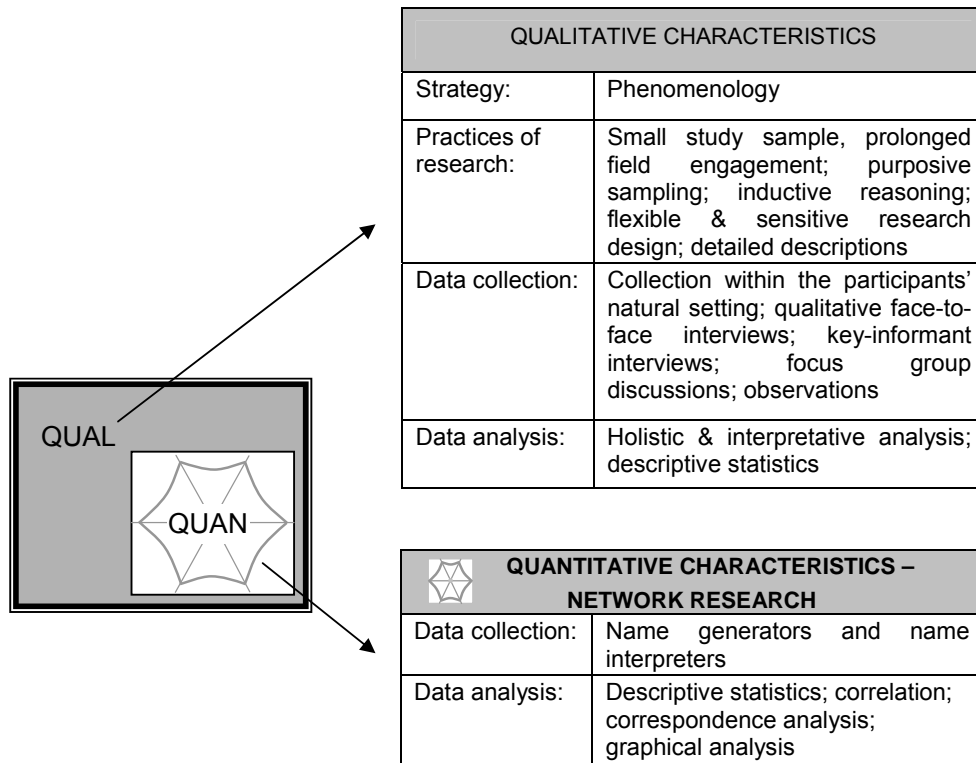 QUALITATIVE CHARACTERISTICS
Strategy: Phenomenology
Practices of research:
Small study sample, prolonged
field engagement; purposive
sampling; inductive reasoning;
flexible & sensitive research
design; detailed descriptions
Data collection:
Collection within the participants’
natural setting; qualitative face-to-
face interviews; key-informant
interviews; focus group
discussions; observations
Data analysis:
Holistic & interpretative analysis;
descriptive statistics
QUAL
QUAN
QUANTITATIVE CHARACTERISTICS –
NETWORK RESEARCH
Data collection:
Name generators and name
interpreters
Data analysis:
Descriptive statistics; correlation;
correspondence analysis;
graphical analysis